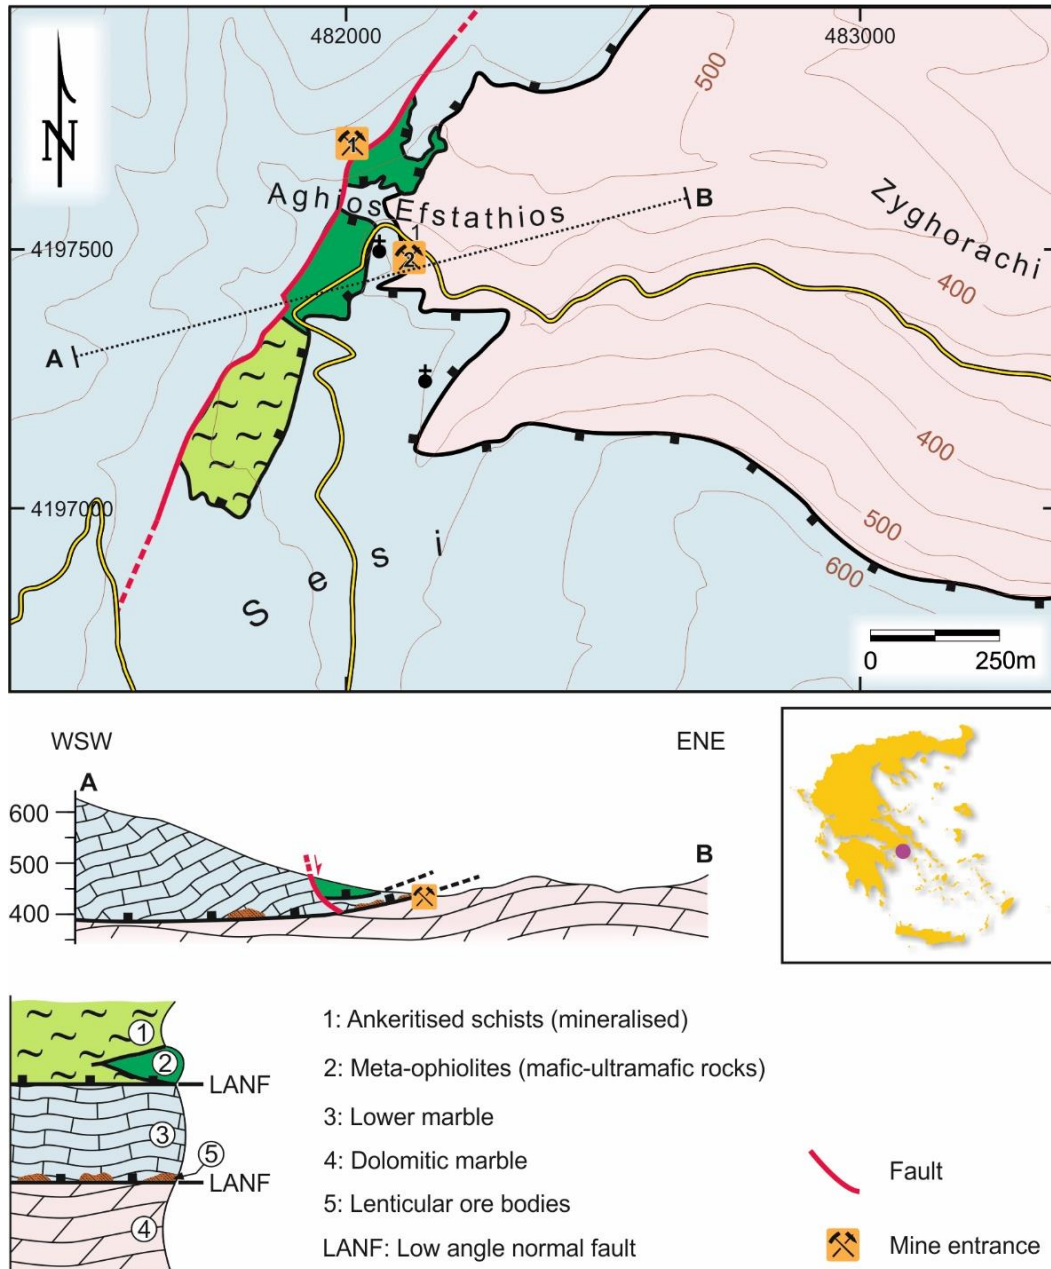 482000
483000
N
1
Aghios Efstathios
1
2
B
Zyghorachi
500
400
4197500
A
400
4197000
500
600
Sesi
0 250m
WSW
ENE
A
600
500
400
B
1
2
LANF
3
5
LANF
4
1: Ankeritised schists (mineralised)
2: Meta-ophiolites (mafic-ultramafic rocks)
3: Lower marble
4: Dolomitic marble
5: Lenticular ore bodies
LANF: Low angle normal fault
Fault
Mine entrance